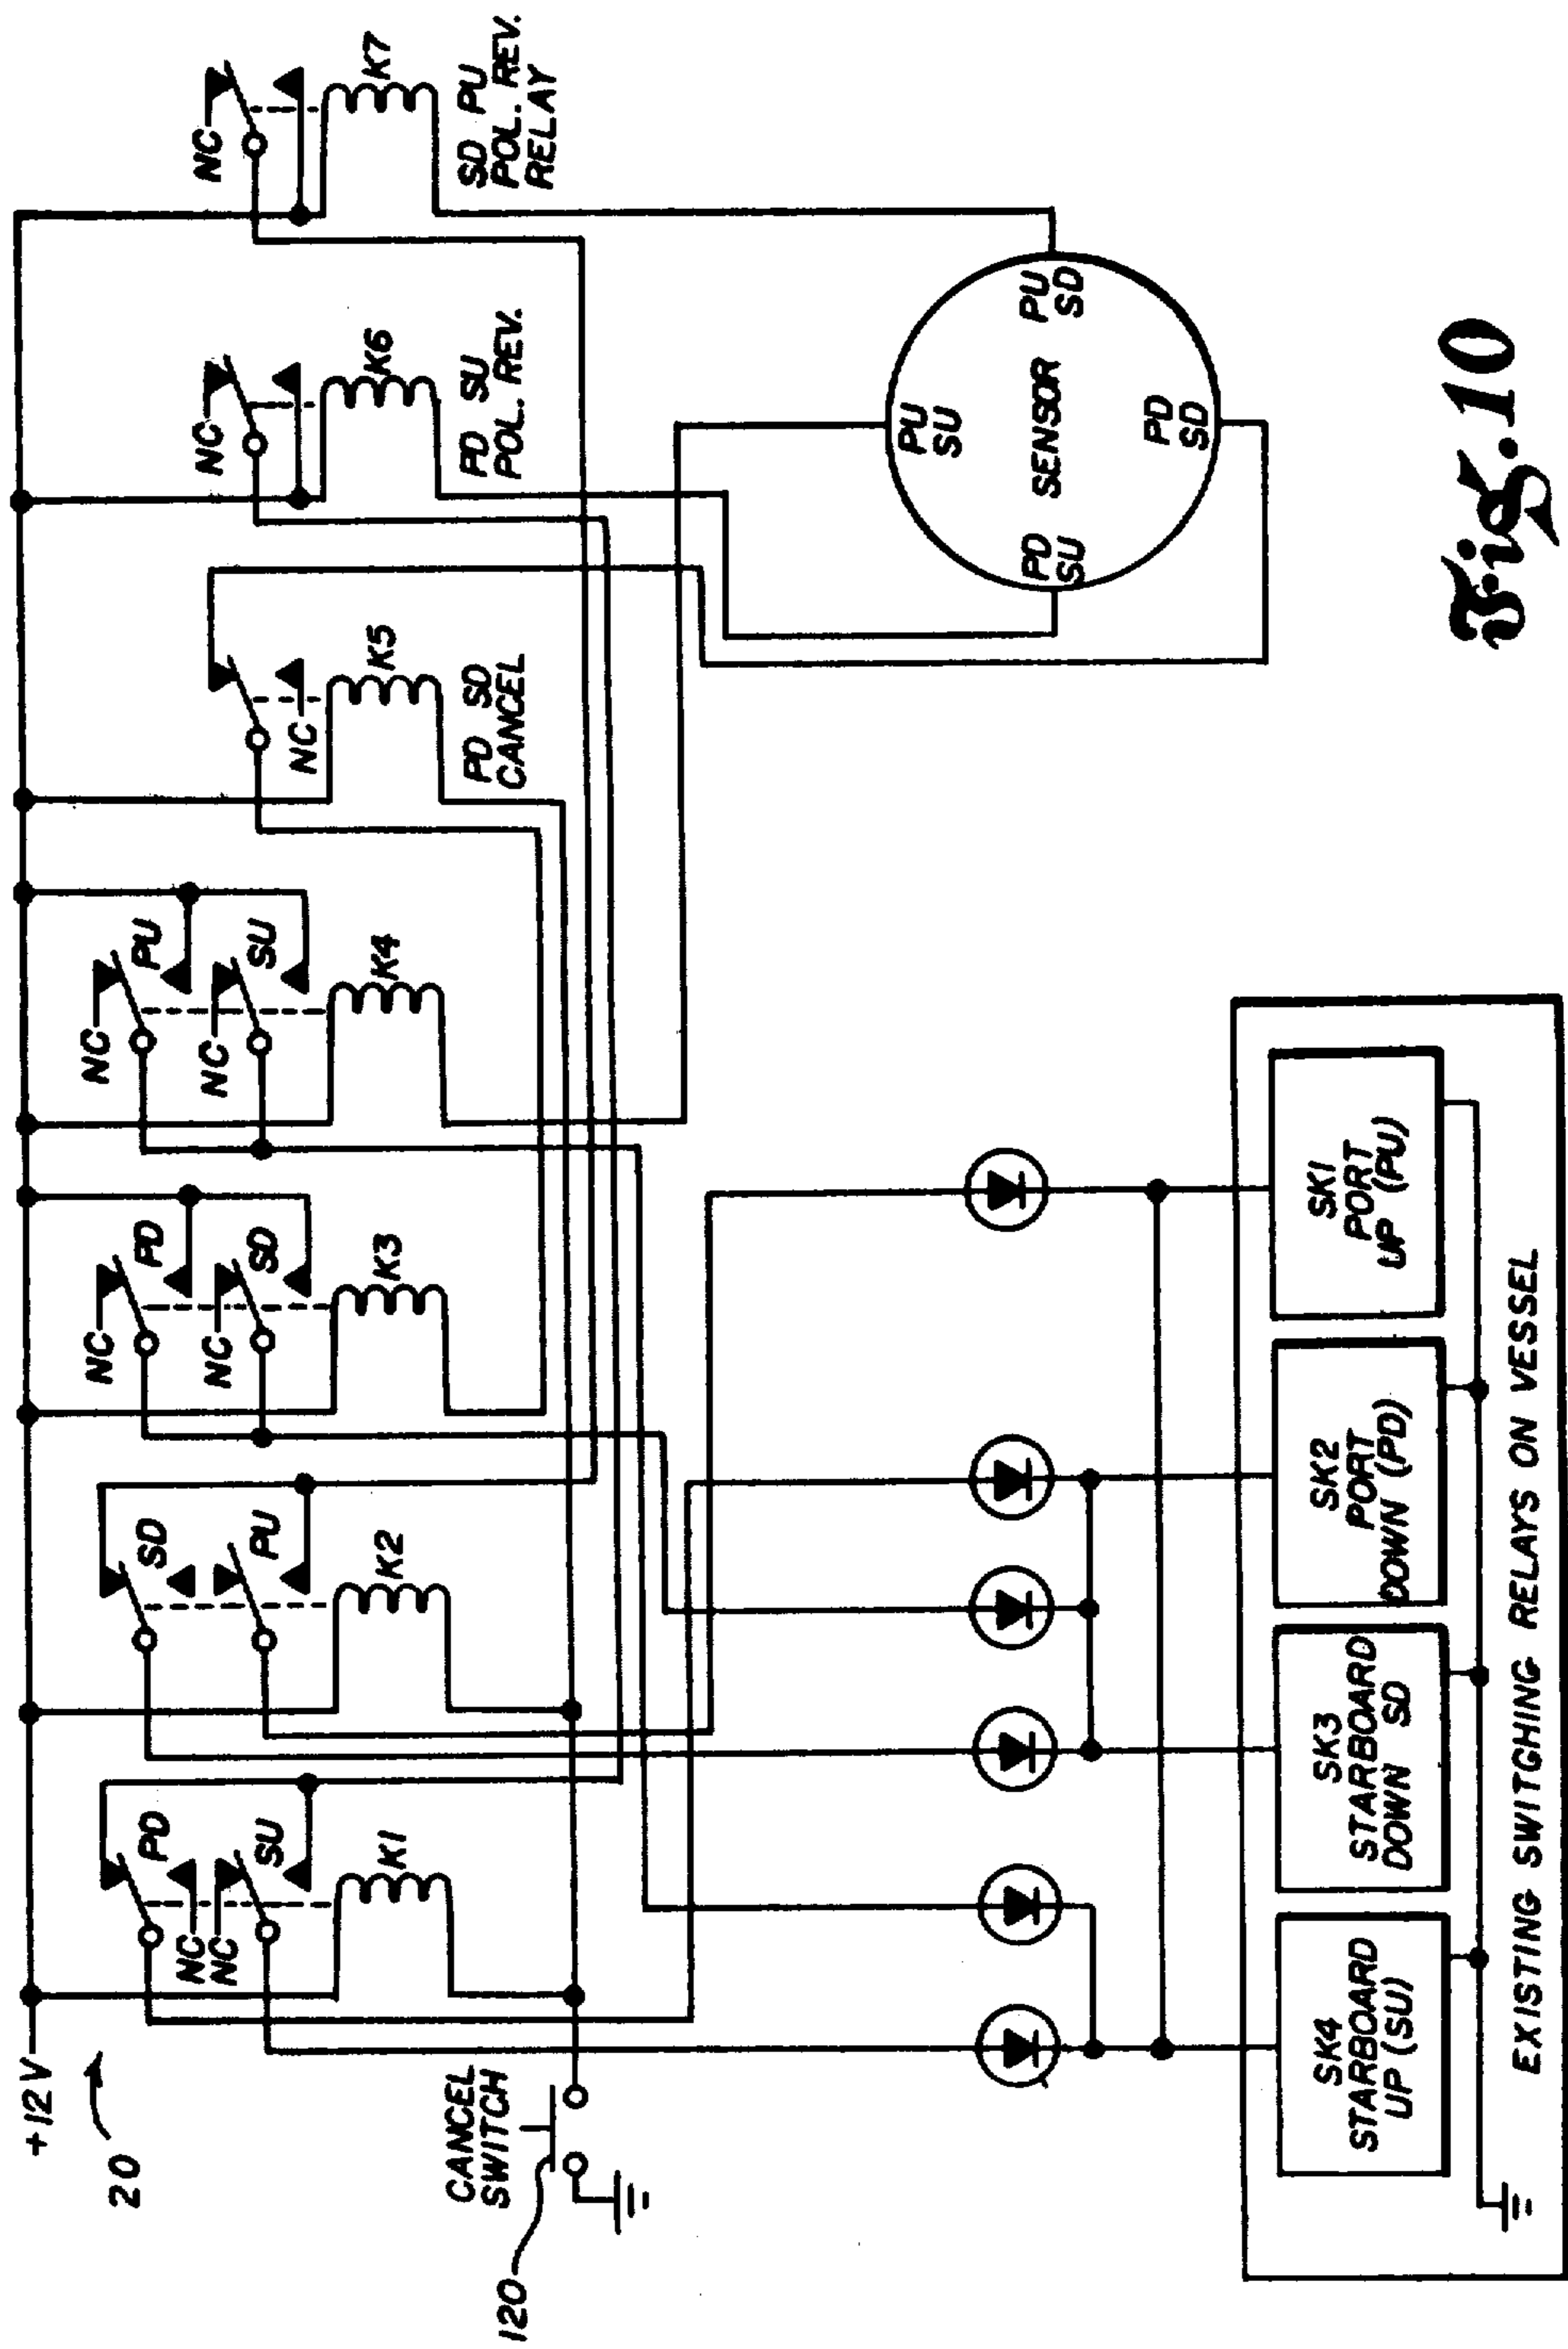 +12V
20
NC
NC
PD
SU
K1
SD
PU
K2
NC
NC
PD
SD
K3
NC
NC
PU
SU
K4
NC
K5
PD SD
CANCEL
NC
K6
PD SU
POL. REV.
NC
K7
SD PU
POL. REV.
RELAY
CANCEL
SWITCH
120
PU
SU
PD
SU
SENSOR
PU
SD
PD
SD
SK4
STARBOARD
UP (SU)
SK3
STARBOARD
DOWN SD
SK2
PORT
DOWN (PD)
SK1
PORT
UP (PU)
EXISTING SWITCHING RELAYS ON VESSEL
Fig. 10